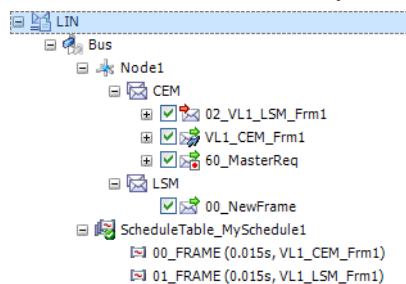 LIN
Bus
Node1
CEM
02_VL1_LSM_Frm1
VL1_CEM_Frm1
60_MasterReq
LSM
00_NewFrame
ScheduleTable_MySchedule1
00_FRAME (0.015s, VL1_CEM_Frm1)
01_FRAME (0.015s, VL1_LSM_Frm1)